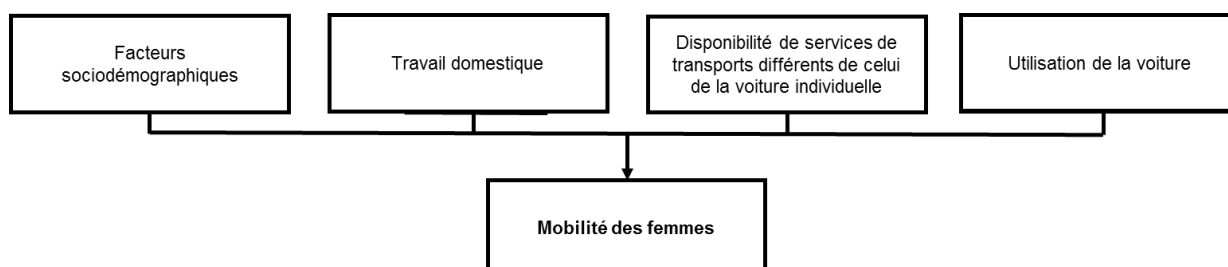 Facteurs
sociodémographiques
Travail domestique
Disponibilité de services de
transports différents de celui
de la voiture individuelle
Utilisation de la voiture
Mobilité des femmes